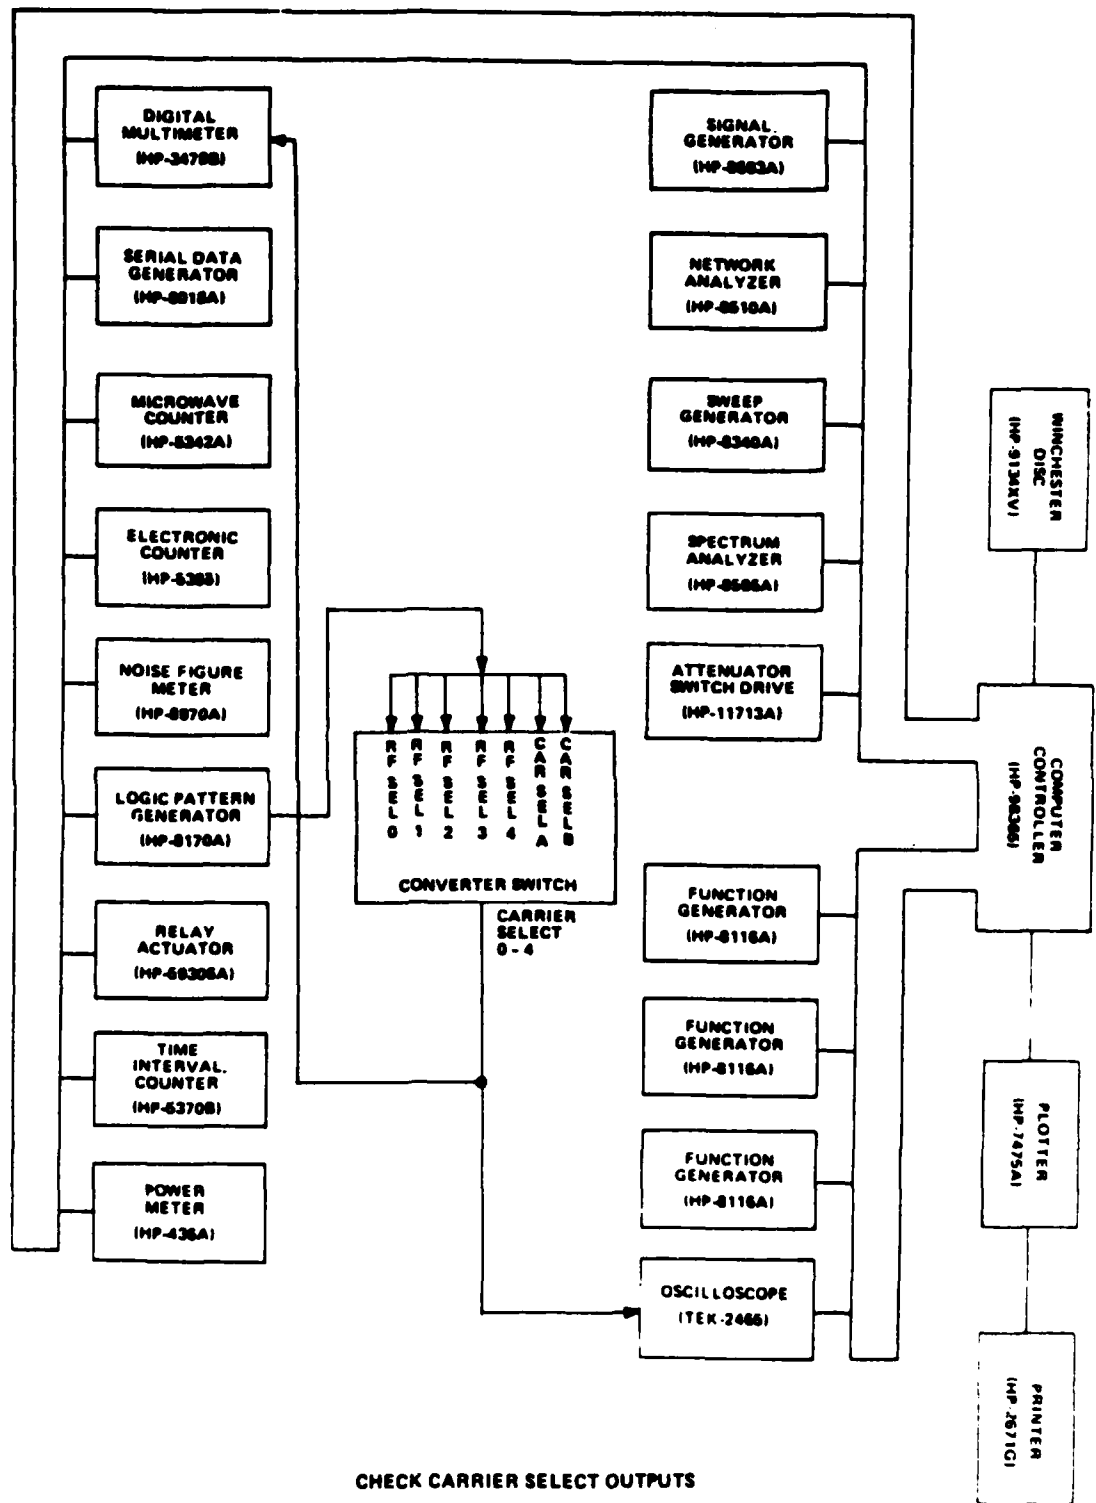 DIGITAL
MULTIMETER
SERIAL DATA
GENERATOR
MICROWAVE
COUNTER
(HP-5342A)
ELECTRONIC
COUNTER
NOISE FIGURE
METER
(HP-8970A)
LOGIC PATTERN
GENERATOR
(HP-8170A)
RELAY
ACTUATOR
(HP-59306A)
TIME
INTERVAL
COUNTER
(HP-5370B)
POWER
METER
(HP-436A)
RF SEL 0
RF SEL 1
RF SEL 2
RF SEL 3
RF SEL 4
CAR SEL A
CAR SEL B
CONVERTER SWITCH
CARRIER
SELECT
0 - 4
SIGNAL
GENERATOR
NETWORK
ANALYZER
(HP-8510A)
SWEEP
GENERATOR
(HP-8340A)
SPECTRUM
ANALYZER
ATTENUATOR
SWITCH DRIVE
(HP-11713A)
FUNCTION
GENERATOR
(HP-8116A)
FUNCTION
GENERATOR
(HP-8116A)
FUNCTION
GENERATOR
(HP-8116A)
OSCILLOSCOPE
(TEK-2465)
WINCHESTER
DISC
(HP-9134XV)
COMPUTER
CONTROLLER
PLOTTER
(HP-7475A)
PRINTER
(HP-2671G)
CHECK CARRIER SELECT OUTPUTS